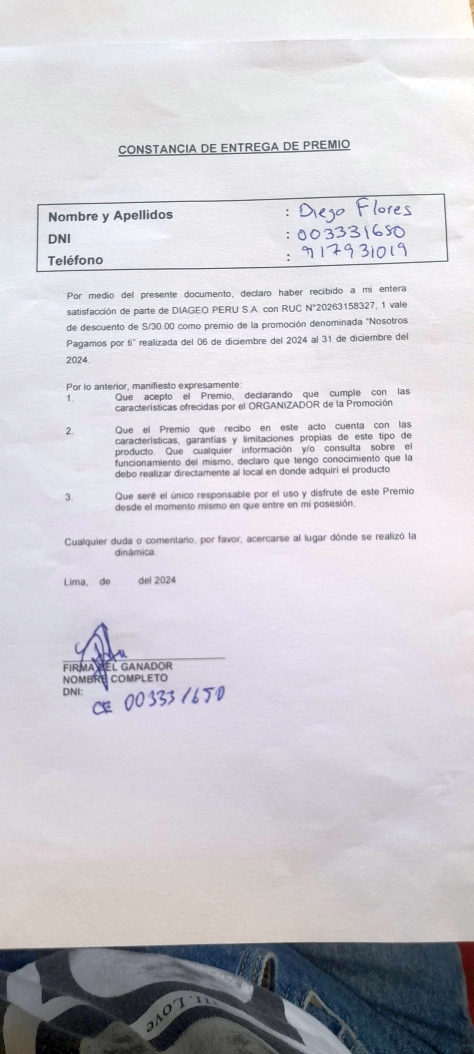 CONSTANCIA DE ENTREGA DE PREMIO
Nombre y Apellidos : Diego Flores
DNI : 003331650
Teléfono : 917931019
Por medio del presente documento, declaro haber recibido a mi entera
satisfacción de parte de DIAGEO PERU S.A. con RUC N°20263158327, 1 vale
de descuento de S/30.00 como premio de la promoción denominada "Nosotros
Pagamos por ti" realizada del 06 de diciembre del 2024 al 31 de diciembre del
2024.
Por lo anterior, manifiesto expresamente:
1. Que acepto el Premio, declarando que cumple con las
características ofrecidas por el ORGANIZADOR de la Promoción
2. Que el Premio que recibo en este acto cuenta con las
características, garantías y limitaciones propias de este tipo de
producto. Que cualquier información y/o consulta sobre el
funcionamiento del mismo, declaro que tengo conocimiento que la
debo realizar directamente al local en donde adquirí el producto
3. Que seré el único responsable por el uso y disfrute de este Premio
desde el momento mismo en que entre en mi posesión.
Cualquier duda o comentario, por favor, acercarse al lugar dónde se realizó la
dinámica.
Lima, de del 2024
FIRMA DEL GANADOR
NOMBRE COMPLETO
DNI:
CE 003331650
Love